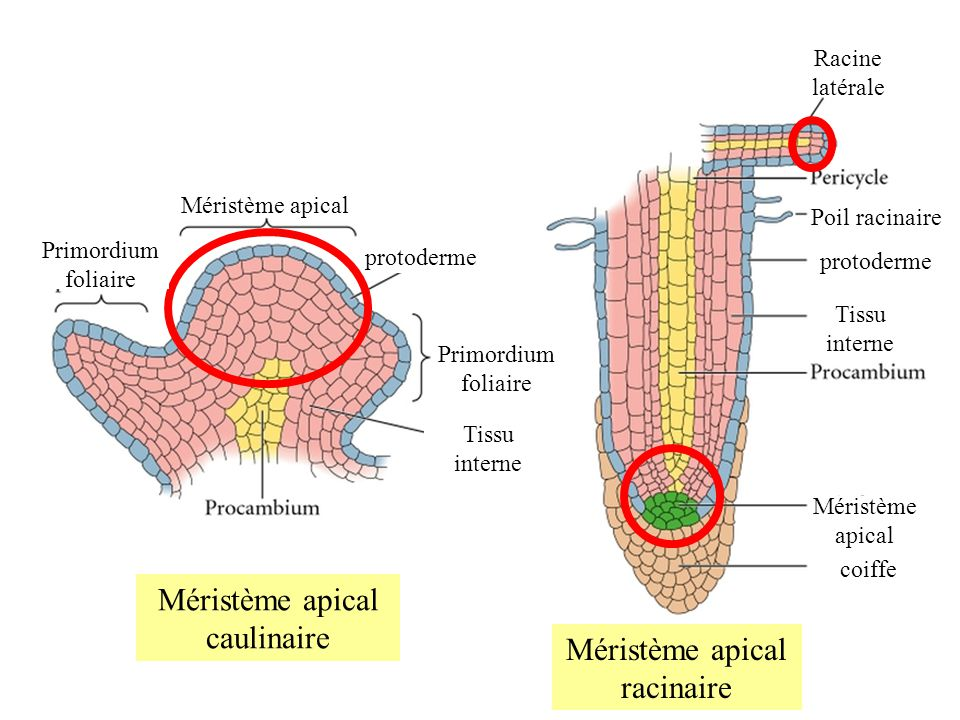 Méristème apical
Primordium
foliaire
protoderme
Primordium
foliaire
Tissu
interne
Procambium
Méristème apical
caulinaire
Racine
latérale
Pericycle
Poil racinaire
protoderme
Tissu
interne
Procambium
Méristème
apical
coiffe
Méristème apical
racinaire